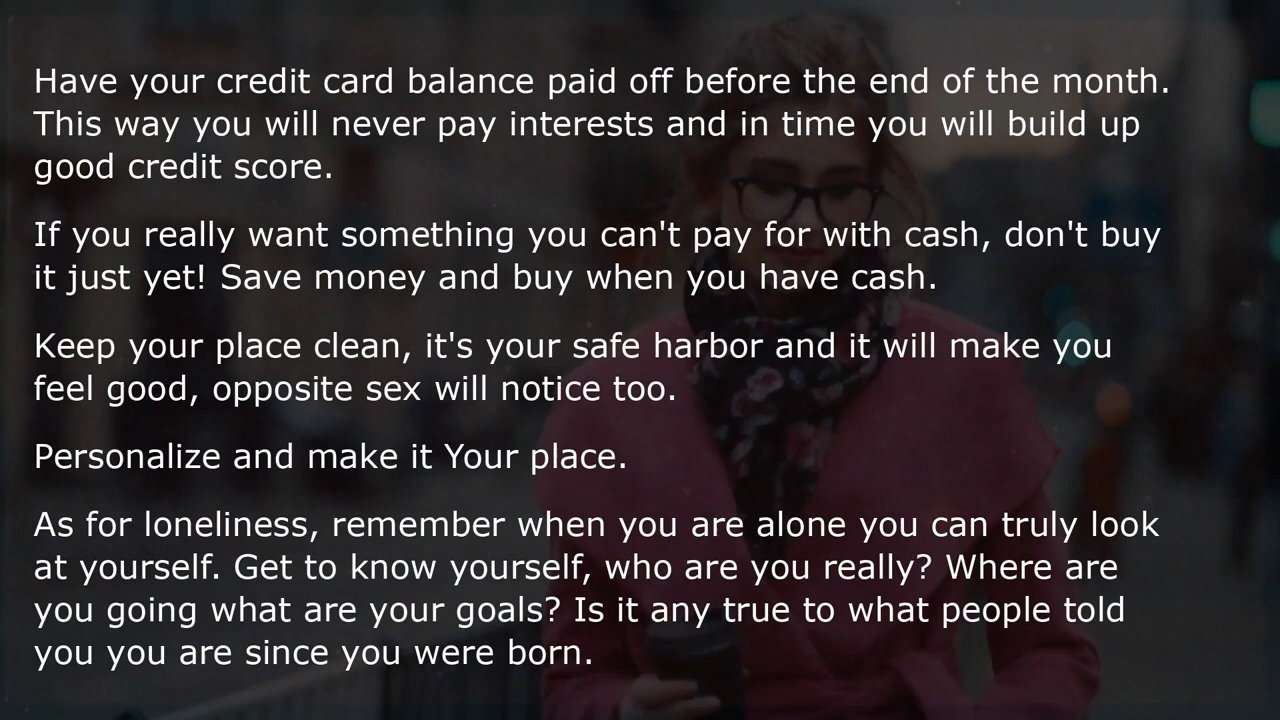 Have your credit card balance paid off before the end of the month.
This way you will never pay interests and in time you will build up
good credit score.
If you really want something you can't pay for with cash, don't buy
it just yet! Save money and buy when you have cash.
Keep your place clean, it's your safe harbor and it will make you
feel good, opposite sex will notice too.
Personalize and make it Your place.
As for loneliness, remember when you are alone you can truly look
at yourself. Get to know yourself, who are you really? Where are
you going what are your goals? Is it any true to what people told
you you are since you were born.